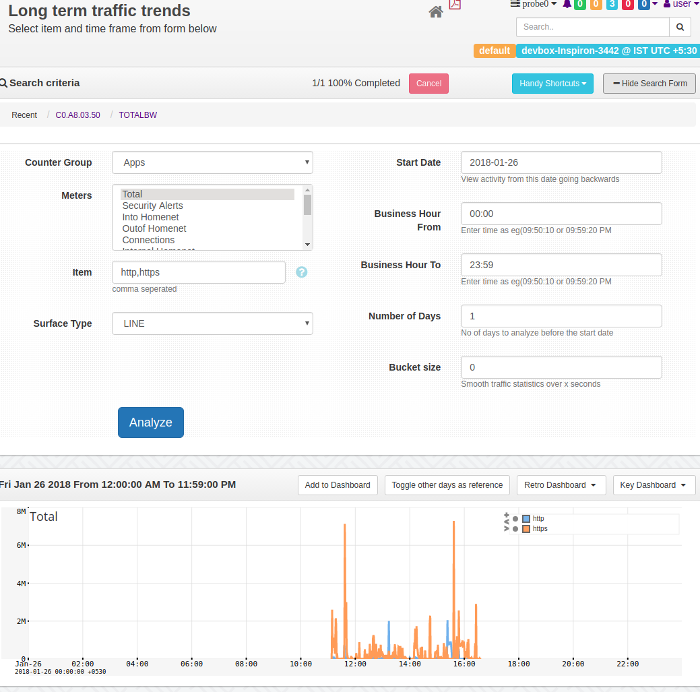 Long term traffic trends
Select item and time frame from form below
probe0 0 0 3 0 0 user
Search..
default devbox-Inspiron-3442 @ IST UTC +5:30
Search criteria 1/1 100% Completed Cancel Handy Shortcuts Hide Search Form
Recent / C0.A8.03.50 / TOTALBW
Counter Group Apps
Meters Total
Security Alerts
Into Homenet
Outof Homenet
Connections
Internal Homenet
Item http,https ?
comma seperated
Surface Type LINE
Start Date 2018-01-26
View activity from this date going backwards
Business Hour From 00:00
Enter time as eg(09:50:10 or 09:59:20 PM
Business Hour To 23:59
Enter time as eg(09:50:10 or 09:59:20 PM
Number of Days 1
No of days to analyze before the start date
Bucket size 0
Smooth traffic statistics over x seconds
Analyze
Fri Jan 26 2018 From 12:00:00 AM To 11:59:00 PM Add to Dashboard Toggle other days as reference Retro Dashboard Key Dashboard
Total
http
https
8M
6M
4M
2M
0
Jan-26 02:00 04:00 06:00 08:00 10:00 12:00 14:00 16:00 18:00 20:00 22:00
2018-01-26 00:00:00 +0530